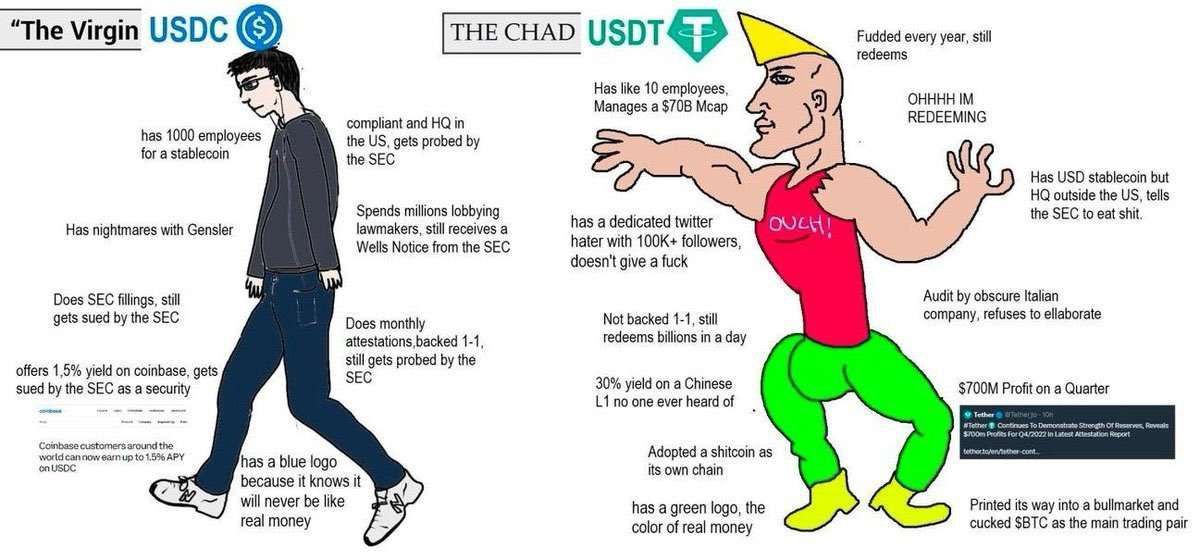 "The Virgin USDC
has 1000 employees
for a stablecoin
compliant and HQ in
the US, gets probed by
the SEC
Has nightmares with Gensler
Spends millions lobbying
lawmakers, still receives a
Wells Notice from the SEC
Does SEC fillings, still
gets sued by the SEC
Does monthly
attestations,backed 1-1,
still gets probed by the
SEC
offers 1,5% yield on coinbase, gets
sued by the SEC as a security
coinbase
Coinbase customers around the
world can now earn up to 1.5% APY
on USDC
has a blue logo
because it knows it
will never be like
real money
THE CHAD USDT
Fudded every year, still
redeems
Has like 10 employees,
Manages a $70B Mcap
OHHHH IM
REDEEMING
Has USD stablecoin but
HQ outside the US, tells
the SEC to eat shit.
has a dedicated twitter
hater with 100K+ followers,
doesn't give a fuck
OUCH!
Audit by obscure Italian
company, refuses to ellaborate
Not backed 1-1, still
redeems billions in a day
30% yield on a Chinese
L1 no one ever heard of
$700M Profit on a Quarter
Tether @Tether_to · 10h
#Tether Continues To Demonstrate Strength Of Reserves, Reveals
$700m Profits For Q4/2022 In Latest Attestation Report
tether.to/en/tether-cont...
Adopted a shitcoin as
its own chain
has a green logo, the
color of real money
Printed its way into a bullmarket and
cucked $BTC as the main trading pair